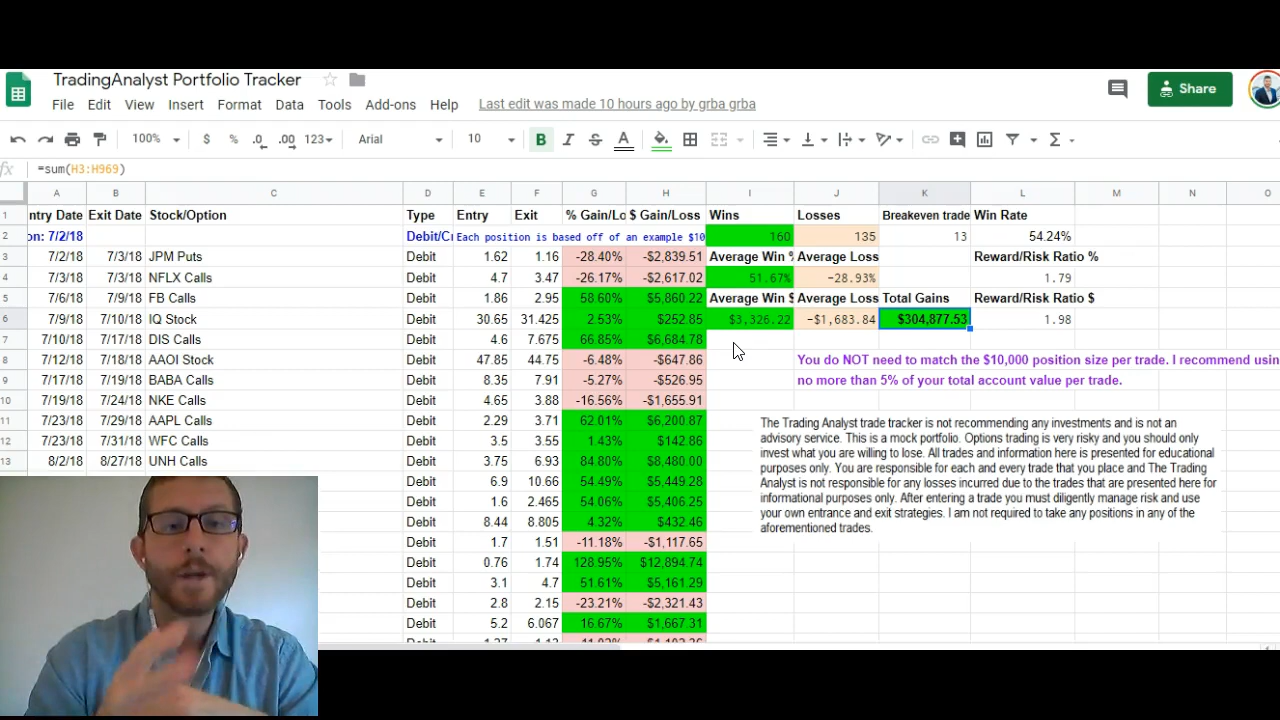 TradingAnalyst Portfolio Tracker
File Edit View Insert Format Data Tools Add-ons Help Last edit was made 10 hours ago by grba grba
Share
100% $ % .0 .00 123 Arial 10 B I S A
fx =sum(H3:H969)
A B C D E F G H I J K L M N O
1 ntry Date Exit Date Stock/Option Type Entry Exit % Gain/Lo $ Gain/Loss Wins Losses Breakeven trade Win Rate
2 on: 7/2/18 Debit/Cr Each position is based off of an example $10 160 135 13 54.24%
3 7/2/18 7/3/18 JPM Puts Debit 1.62 1.16 -28.40% -$2,839.51 Average Win % Average Loss Reward/Risk Ratio %
4 7/3/18 7/3/18 NFLX Calls Debit 4.7 3.47 -26.17% -$2,617.02 51.67% -28.93% 1.79
5 7/6/18 7/9/18 FB Calls Debit 1.86 2.95 58.60% $5,860.22 Average Win $ Average Loss Total Gains Reward/Risk Ratio $
6 7/9/18 7/10/18 IQ Stock Debit 30.65 31.425 2.53% $252.85 $3,326.22 -$1,683.84 $304,877.53 1.98
7 7/10/18 7/17/18 DIS Calls Debit 4.6 7.675 66.85% $6,684.78
8 7/12/18 7/18/18 AAOI Stock Debit 47.85 44.75 -6.48% -$647.86 You do NOT need to match the $10,000 position size per trade. I recommend usin
9 7/17/18 7/19/18 BABA Calls Debit 8.35 7.91 -5.27% -$526.95 no more than 5% of your total account value per trade.
10 7/19/18 7/24/18 NKE Calls Debit 4.65 3.88 -16.56% -$1,655.91
11 7/23/18 7/29/18 AAPL Calls Debit 2.29 3.71 62.01% $6,200.87
12 7/23/18 7/31/18 WFC Calls Debit 3.5 3.55 1.43% $142.86
13 8/2/18 8/27/18 UNH Calls Debit 3.75 6.93 84.80% $8,480.00
Debit 6.9 10.66 54.49% $5,449.28
Debit 1.6 2.465 54.06% $5,406.25
Debit 8.44 8.805 4.32% $432.46
Debit 1.7 1.51 -11.18% -$1,117.65
Debit 0.76 1.74 128.95% $12,894.74
Debit 3.1 4.7 51.61% $5,161.29
Debit 2.8 2.15 -23.21% -$2,321.43
Debit 5.2 6.067 16.67% $1,667.31
The Trading Analyst trade tracker is not recommending any investments and is not an
advisory service. This is a mock portfolio. Options trading is very risky and you should only
invest what you are willing to lose. All trades and information here is presented for educational
purposes only. You are responsible for each and every trade that you place and The Trading
Analyst is not responsible for any losses incurred due to the trades that are presented here for
informational purposes only. After entering a trade you must diligently manage risk and use
your own entrance and exit strategies. I am not required to take any positions in any of the
aforementioned trades.